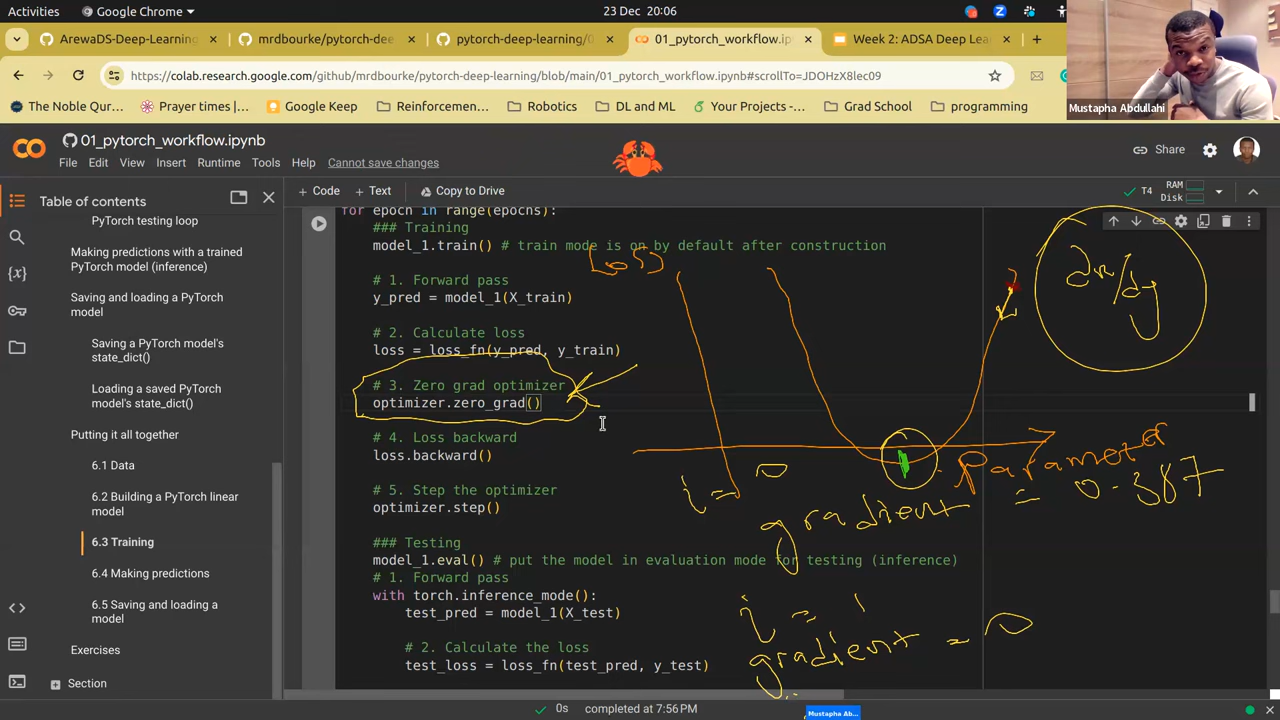 Activities
Google Chrome
23 Dec 20:06
ArewaDS-Deep-Learning
mrdbourke/pytorch-dee
pytorch-deep-learning/0
01_pytorch_workflow.ipyn
Week 2: ADSA Deep Lea
https://colab.research.google.com/github/mrdbourke/pytorch-deep-learning/blob/main/01_pytorch_workflow.ipynb#scrollTo=JDOHzX8lec09
The Noble Qur...
Prayer times |...
Google Keep
Reinforcemen...
Robotics
DL and ML
Your Projects -...
Grad School
programming
Mustapha Abdullahi
01_pytorch_workflow.ipynb
File Edit View Insert Runtime Tools Help Cannot save changes
Share
+ Code + Text Copy to Drive
T4
RAM
Disk
Table of contents
PyTorch testing loop
Making predictions with a trained
PyTorch model (inference)
Saving and loading a PyTorch
model
Saving a PyTorch model's
state_dict()
Loading a saved PyTorch
model's state_dict()
Putting it all together
6.1 Data
6.2 Building a PyTorch linear
model
6.3 Training
6.4 Making predictions
6.5 Saving and loading a
model
Exercises
Section
for epoch in range(epochs):
### Training
model_1.train() # train mode is on by default after construction
# 1. Forward pass
y_pred = model_1(X_train)
# 2. Calculate loss
loss = loss_fn(y_pred, y_train)
# 3. Zero grad optimizer
optimizer.zero_grad()
# 4. Loss backward
loss.backward()
# 5. Step the optimizer
optimizer.step()
### Testing
model_1.eval() # put the model in evaluation mode for testing (inference)
# 1. Forward pass
with torch.inference_mode():
test_pred = model_1(X_test)
# 2. Calculate the loss
test_loss = loss_fn(test_pred, y_test)
Loss
dx/dy
Parameter
i = 0
gradient = 0.387
i = 1
gradient = 0
0s completed at 7:56 PM
Mustapha Ab...